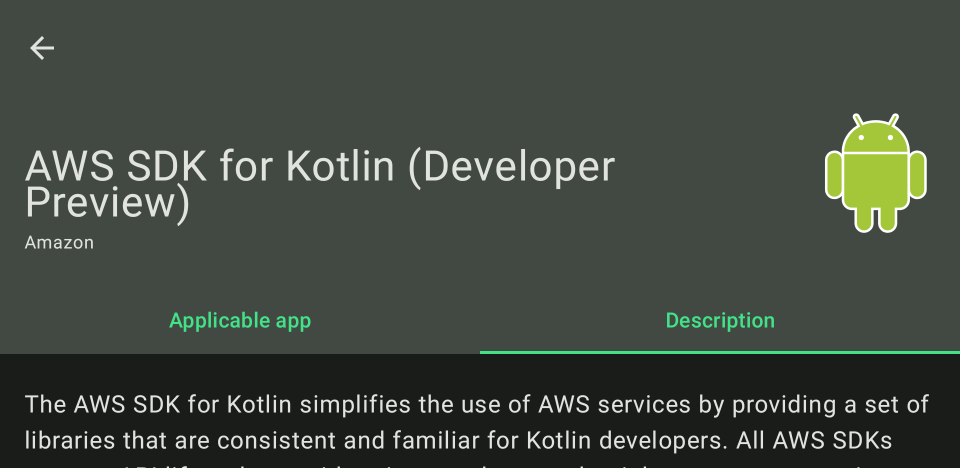 AWS SDK for Kotlin (Developer
Preview)
Amazon
Applicable app
Description
The AWS SDK for Kotlin simplifies the use of AWS services by providing a set of
libraries that are consistent and familiar for Kotlin developers. All AWS SDKs